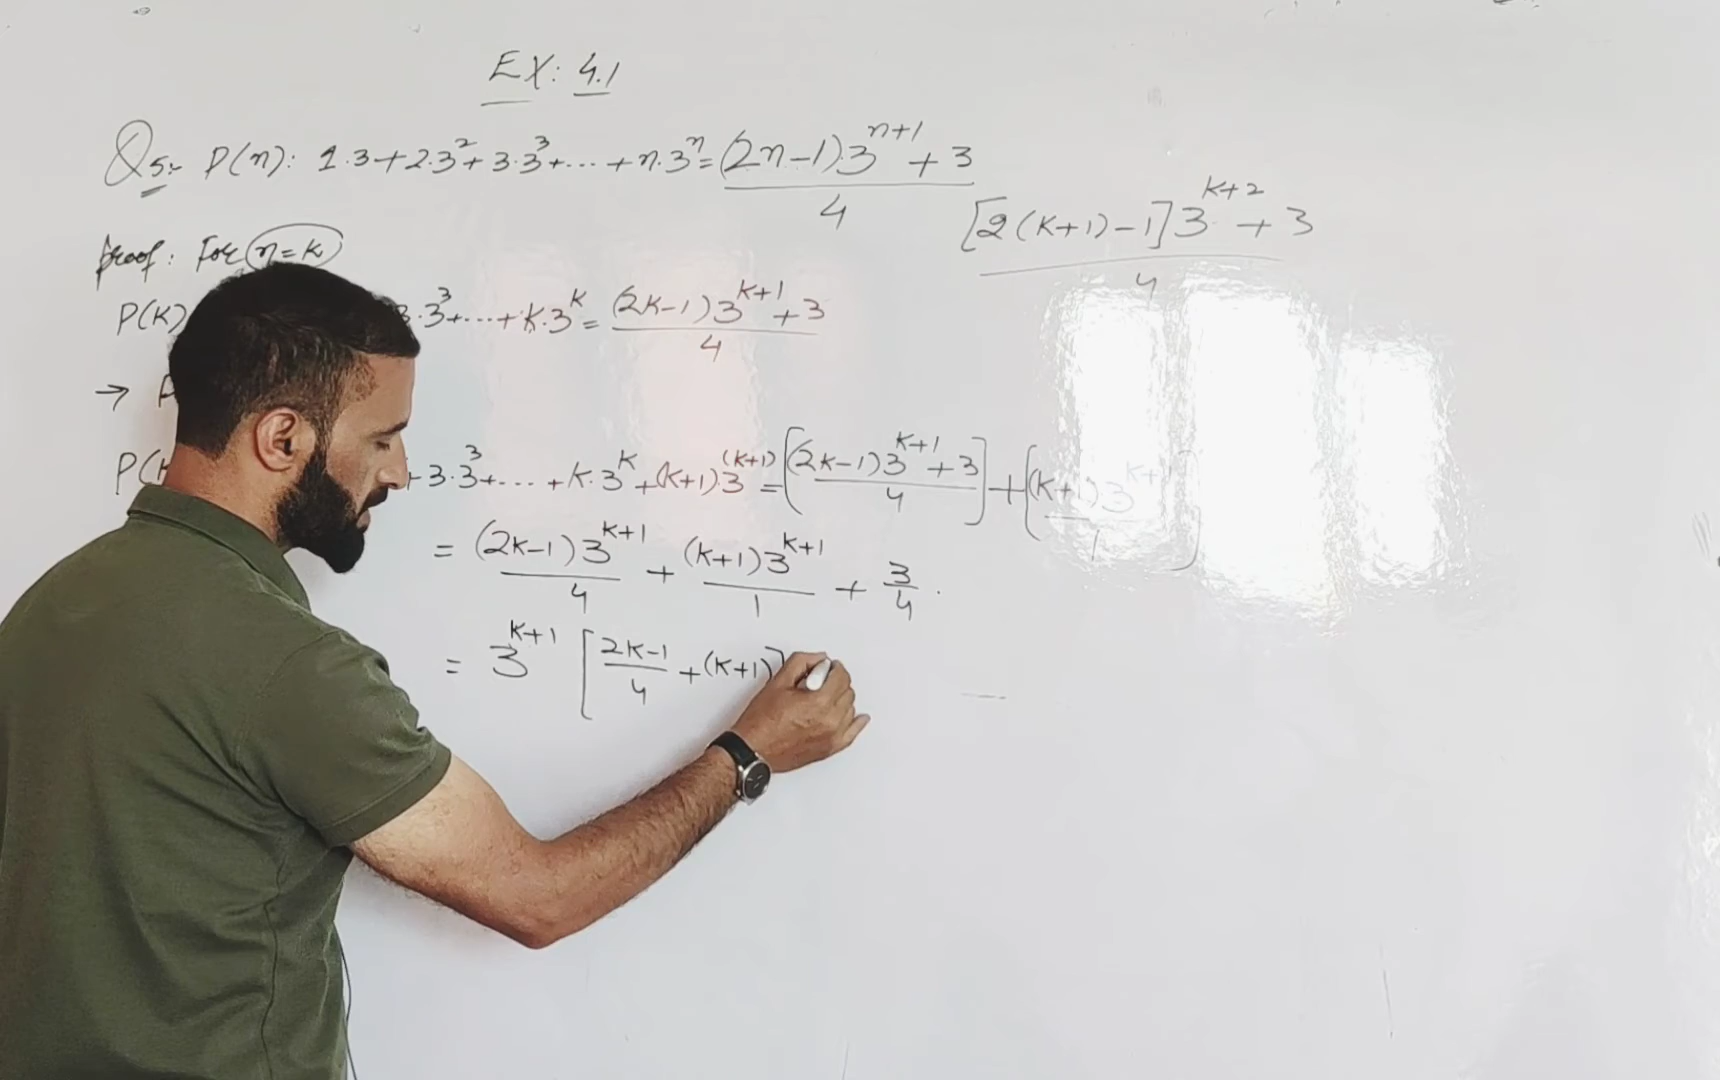 EX: 4.1
Q5:- P(n): 1·3+2·3²+3·3³+...+n·3ⁿ=(2n-1)·3ⁿ⁺¹+3/4
[2(k+1)-1]3ᵏ⁺²+3/4
Proof: For n=k
P(K) 3·3³+...+k·3ᵏ=(2k-1)3ᵏ⁺¹+3/4
→ P
P(k +3·3³+...+k·3ᵏ+(k+1)·3⁽ᵏ⁺¹⁾=[(2k-1)3ᵏ⁺¹+3/4]+[(k+1)3ᵏ⁺¹/1]
=(2k-1)3ᵏ⁺¹/4+(k+1)3ᵏ⁺¹/1+3/4.
=3ᵏ⁺¹[2k-1/4+(k+1)]